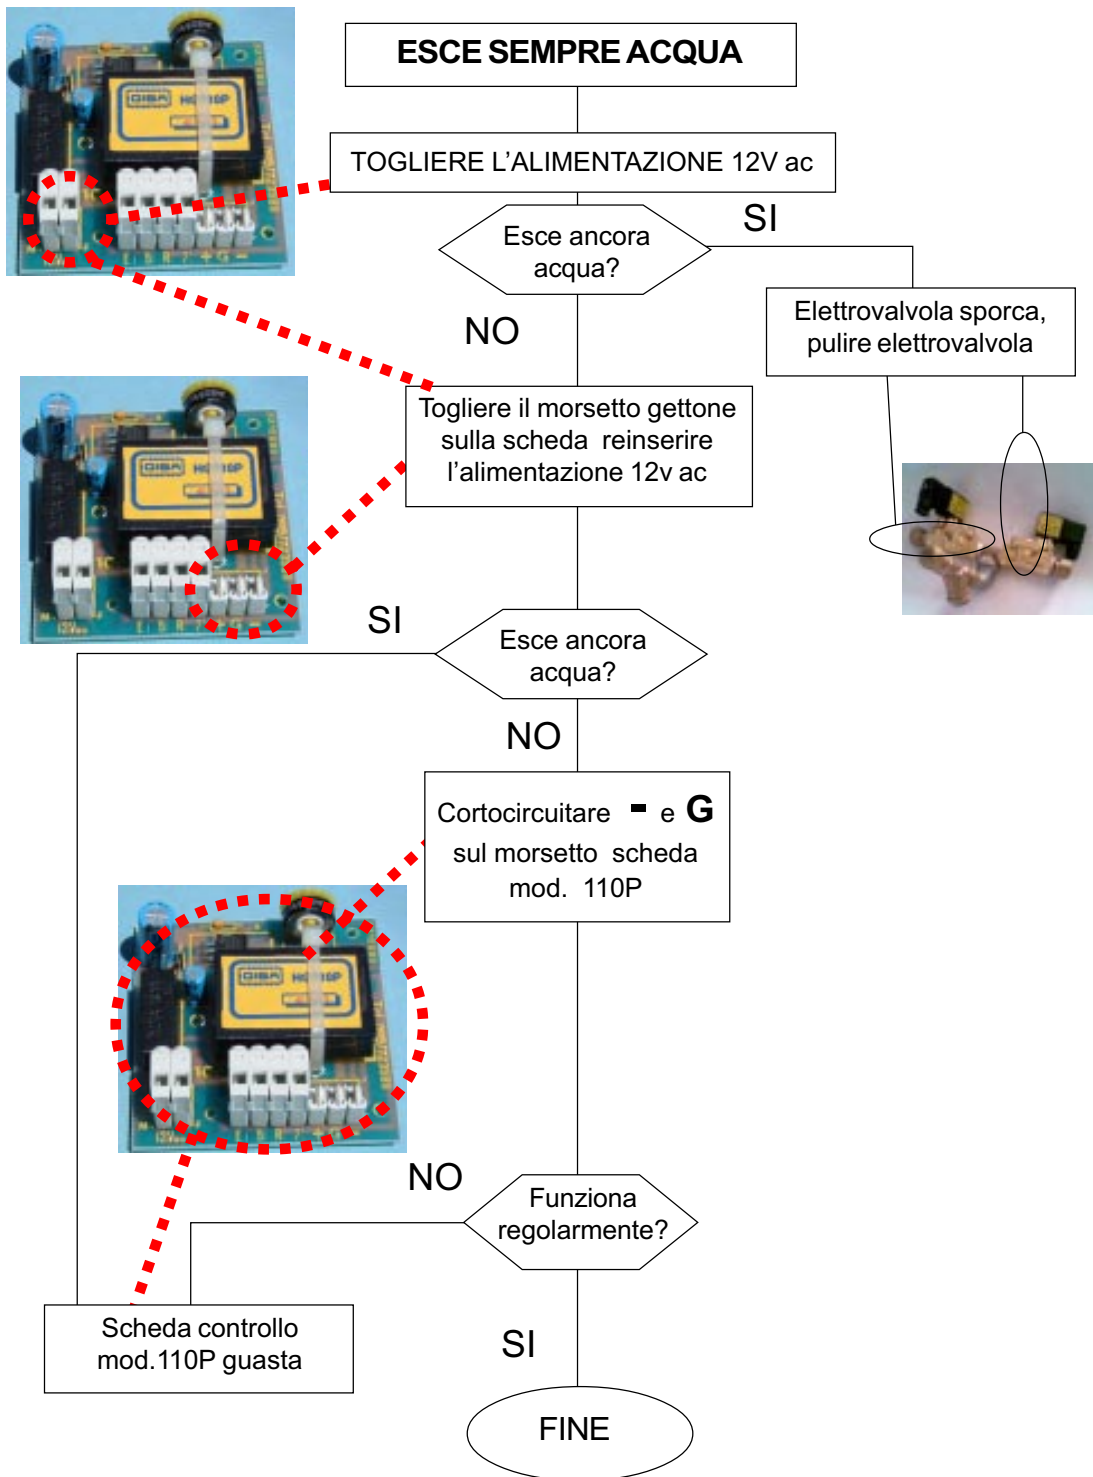 ESCE SEMPRE ACQUA
TOGLIERE L'ALIMENTAZIONE 12V ac
Esce ancora
acqua?
SI
NO
Elettrovalvola sporca,
pulire elettrovalvola
Togliere il morsetto gettone
sulla scheda reinserire
l'alimentazione 12v ac
Esce ancora
acqua?
SI
NO
Cortocircuitare - e G
sul morsetto scheda
mod. 110P
Funziona
regolarmente?
NO
SI
Scheda controllo
mod.110P guasta
FINE